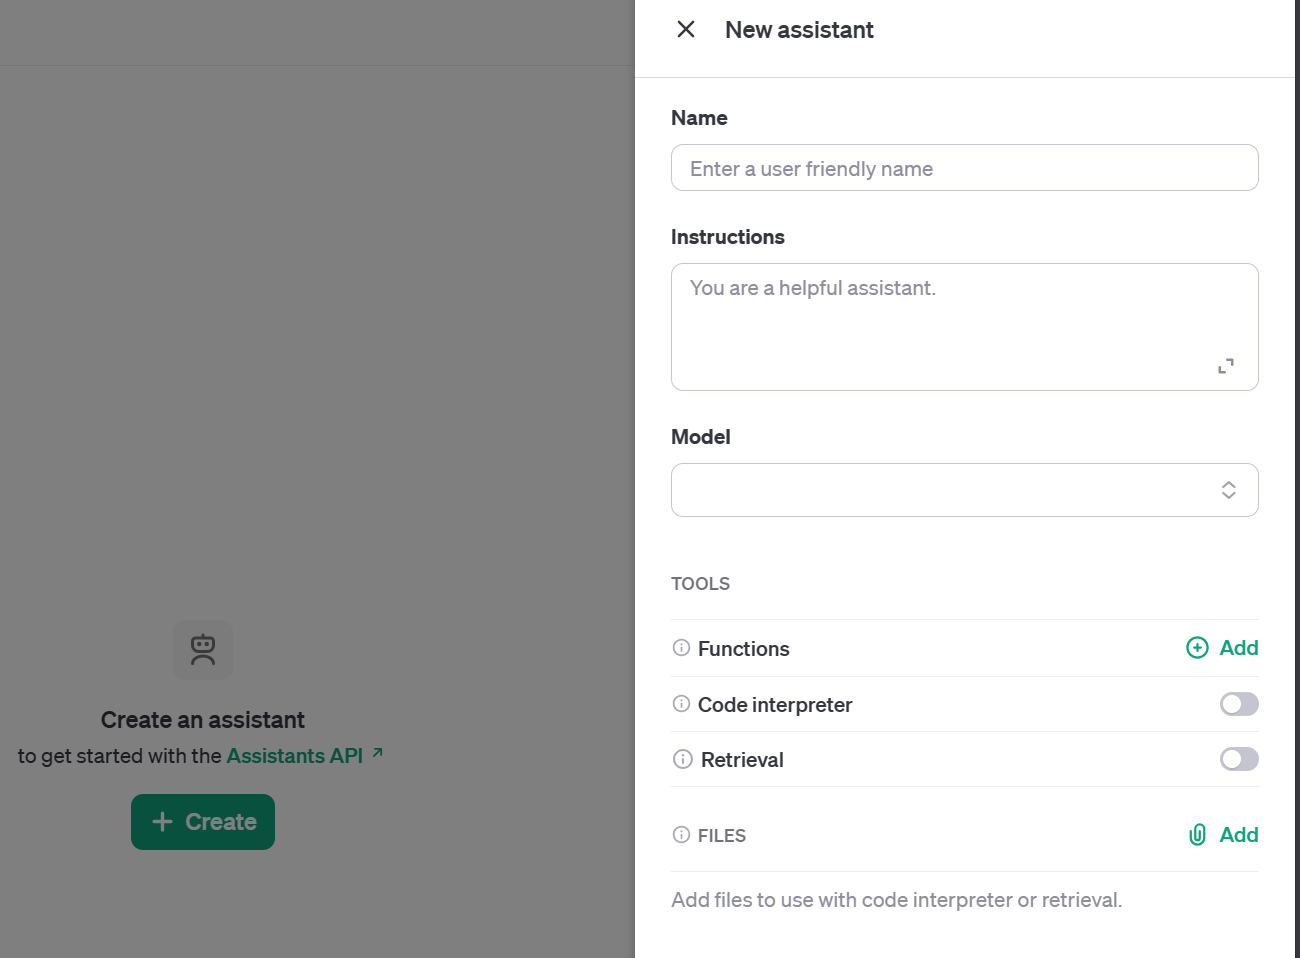 New assistant
Name
Enter a user friendly name
Instructions
You are a helpful assistant.
Model
TOOLS
Functions
Add
Code interpreter
Retrieval
FILES
Add
Add files to use with code interpreter or retrieval.
Create an assistant
to get started with the Assistants API
Create